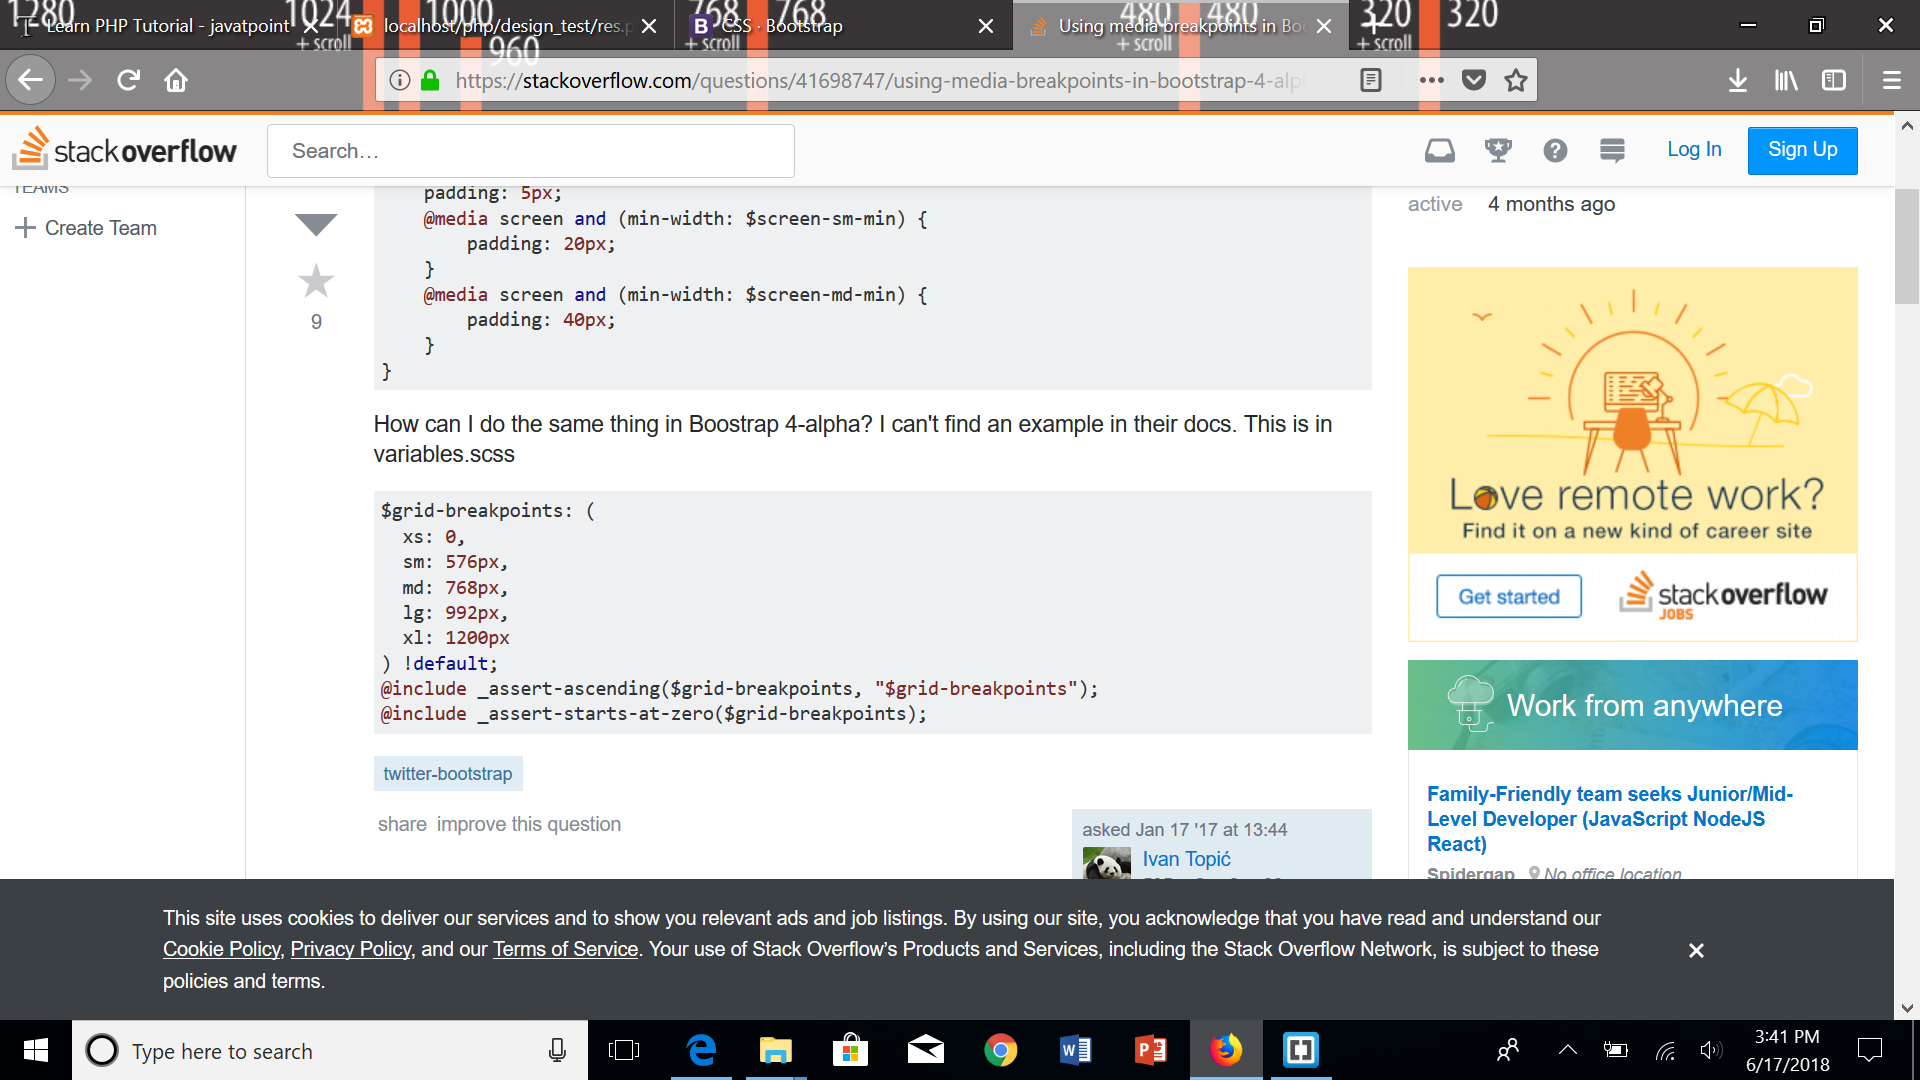 1280
1024
+ scroll
1000
960
768
+ scroll
768
480
+ scroll
480
320
+ scroll
320
Learn PHP Tutorial - javatpoint
localhost/php/design_test/res.p
B CSS · Bootstrap
Using media breakpoints in Boo
https://stackoverflow.com/questions/41698747/using-media-breakpoints-in-bootstrap-4-alp
stackoverflow
Search…
Log In
Sign Up
TEAMS
Create Team
9
padding: 5px;
@media screen and (min-width: $screen-sm-min) {
padding: 20px;
}
@media screen and (min-width: $screen-md-min) {
padding: 40px;
}
}
How can I do the same thing in Boostrap 4-alpha? I can't find an example in their docs. This is in
variables.scss
$grid-breakpoints: (
xs: 0,
sm: 576px,
md: 768px,
lg: 992px,
xl: 1200px
) !default;
@include _assert-ascending($grid-breakpoints, "$grid-breakpoints");
@include _assert-starts-at-zero($grid-breakpoints);
twitter-bootstrap
share improve this question
asked Jan 17 '17 at 13:44
Ivan Topić
active 4 months ago
Love remote work?
Find it on a new kind of career site
Get started
stackoverflow
JOBS
Work from anywhere
Family-Friendly team seeks Junior/Mid-
Level Developer (JavaScript NodeJS
React)
Spidergap No office location
This site uses cookies to deliver our services and to show you relevant ads and job listings. By using our site, you acknowledge that you have read and understand our
Cookie Policy, Privacy Policy, and our Terms of Service. Your use of Stack Overflow's Products and Services, including the Stack Overflow Network, is subject to these
policies and terms.
Type here to search
3:41 PM
6/17/2018